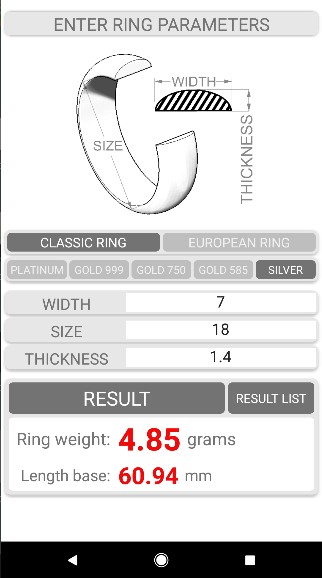 ENTER RING PARAMETERS
WIDTH
THICKNESS
SIZE
CLASSIC RING
EUROPEAN RING
PLATINUM
GOLD 999
GOLD 750
GOLD 585
SILVER
WIDTH
7
SIZE
18
THICKNESS
1.4
RESULT
RESULT LIST
Ring weight: 4.85 grams
Length base: 60.94 mm